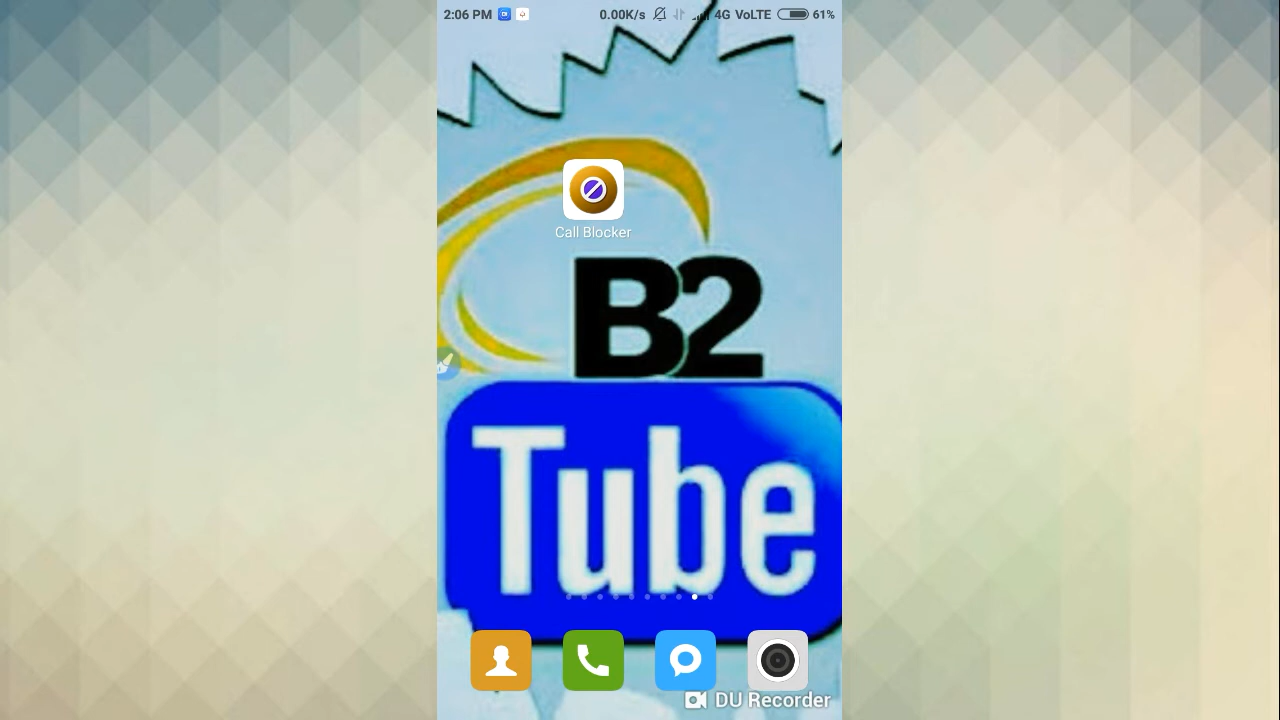 2:06 PM 0.00K/s 4G VoLTE 61%
Call Blocker
B2
Tube
DU Recorder